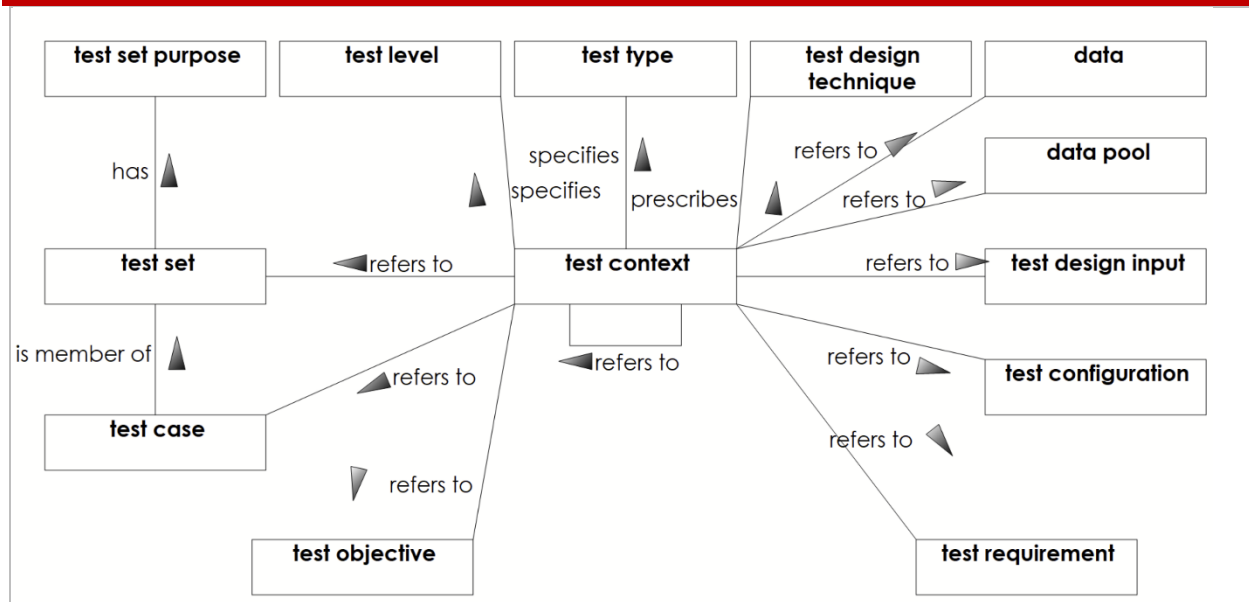 test set purpose
test level
test type
test design
technique
data
data pool
refers to
specifies
has
specifies
prescribes
refers to
test set
refers to
test context
refers to
test design input
is member of
refers to
refers to
refers to
test configuration
test case
refers to
refers to
test objective
test requirement